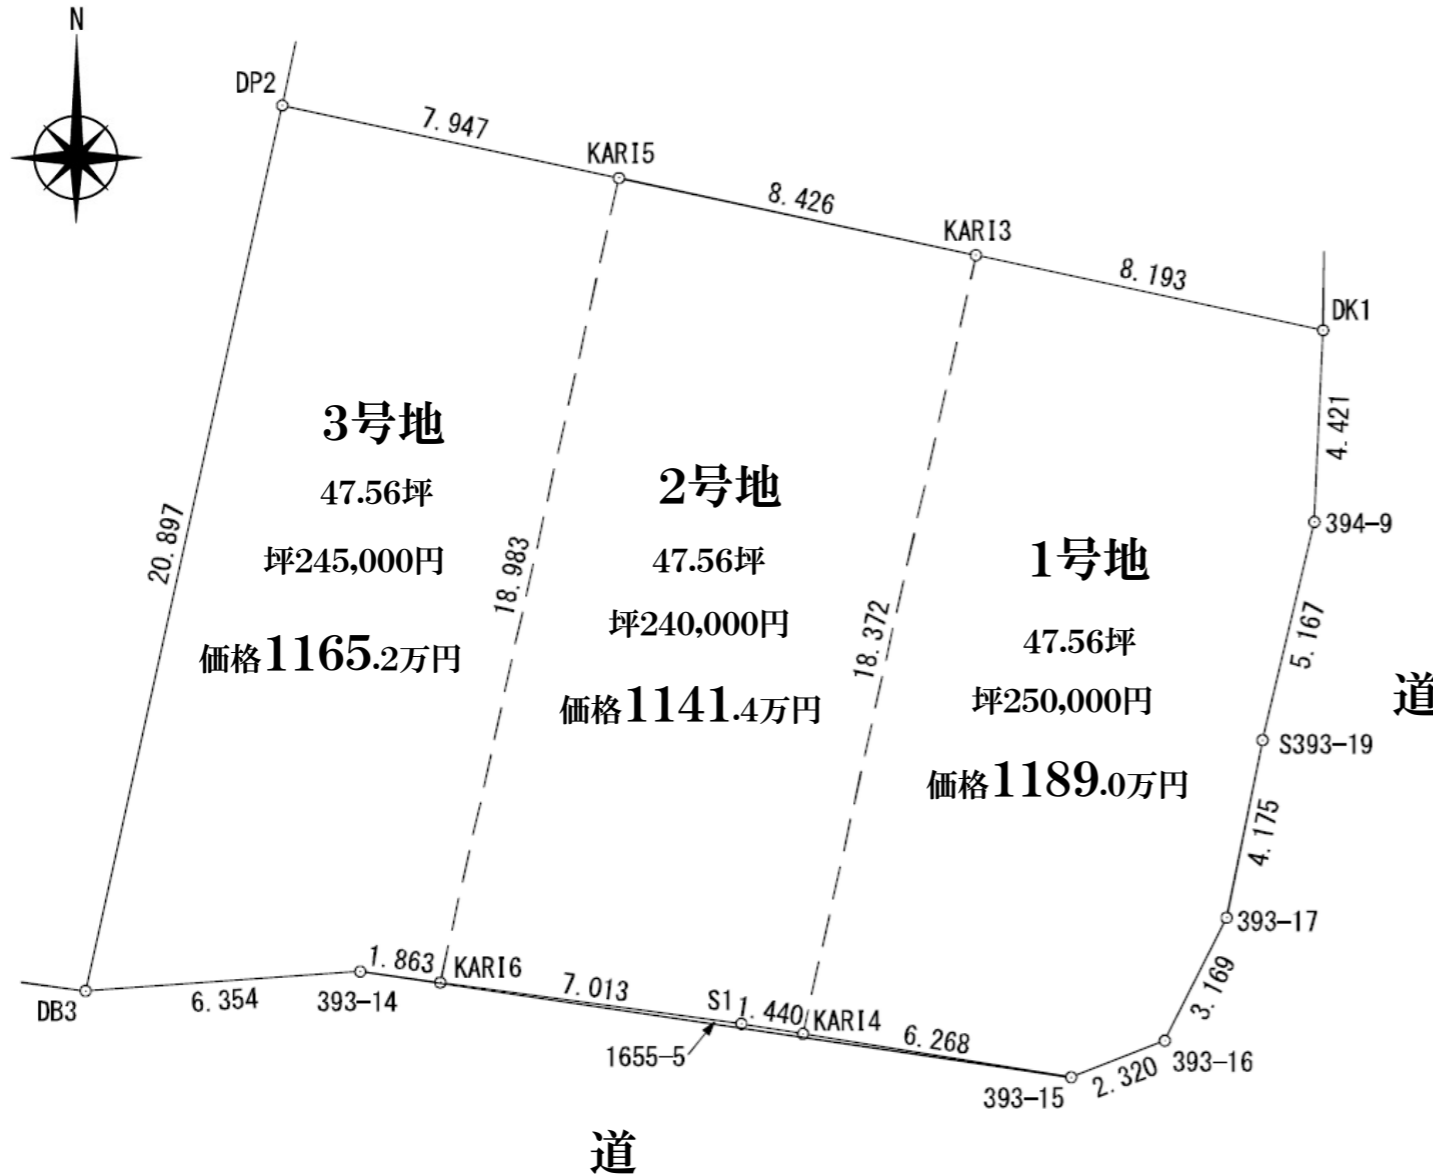 N
DP2
7.947
KARI5
8.426
KARI3
8.193
DK1
4.421
394-9
5.167
S393-19
4.175
393-17
3.169
393-16
2.320
393-15
6.268
KARI4
1.440
S1
7.013
1655-5
KARI6
1.863
393-14
6.354
DB3
20.897
18.983
18.372
3号地
47.56坪
坪245,000円
価格1165.2万円
2号地
47.56坪
坪240,000円
価格1141.4万円
1号地
47.56坪
坪250,000円
価格1189.0万円
道
道